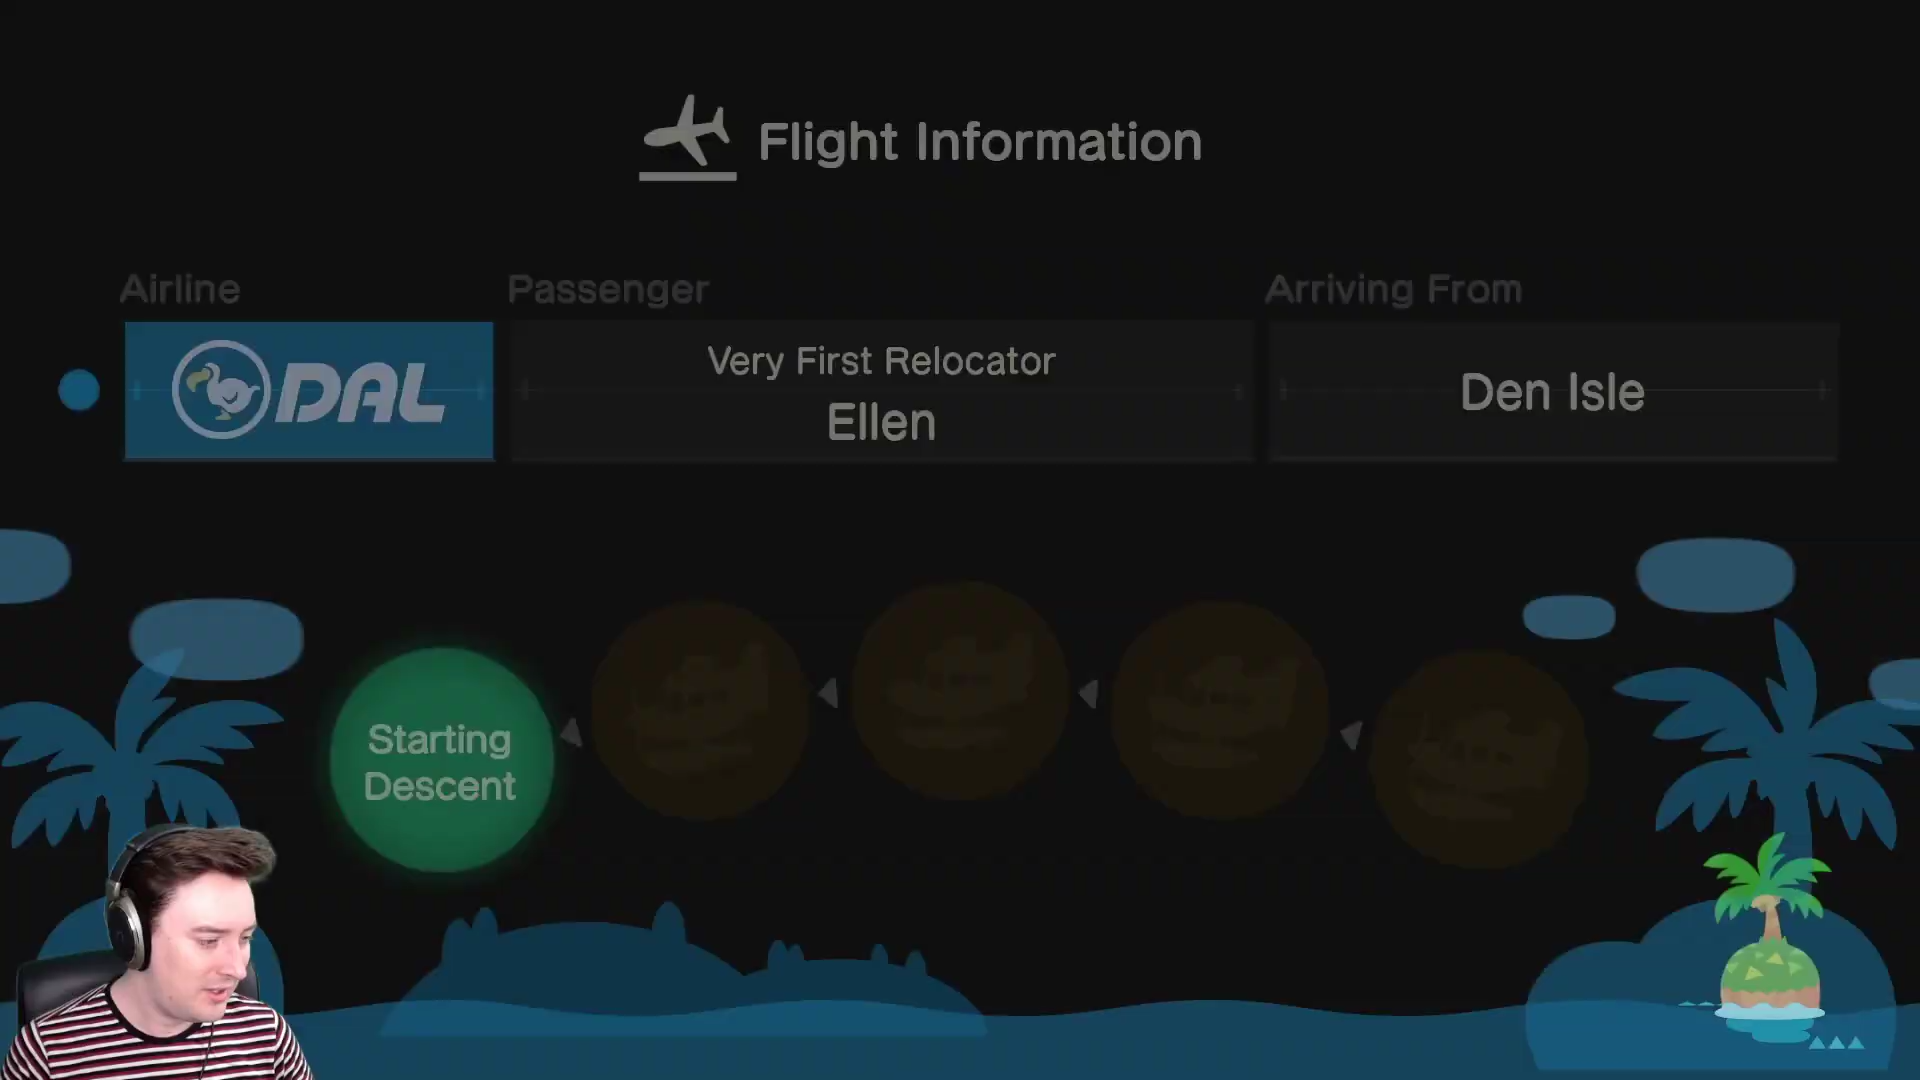 Flight Information
Airline
Passenger
Arriving From
DAL
Very First Relocator
Ellen
Den Isle
Starting
Descent